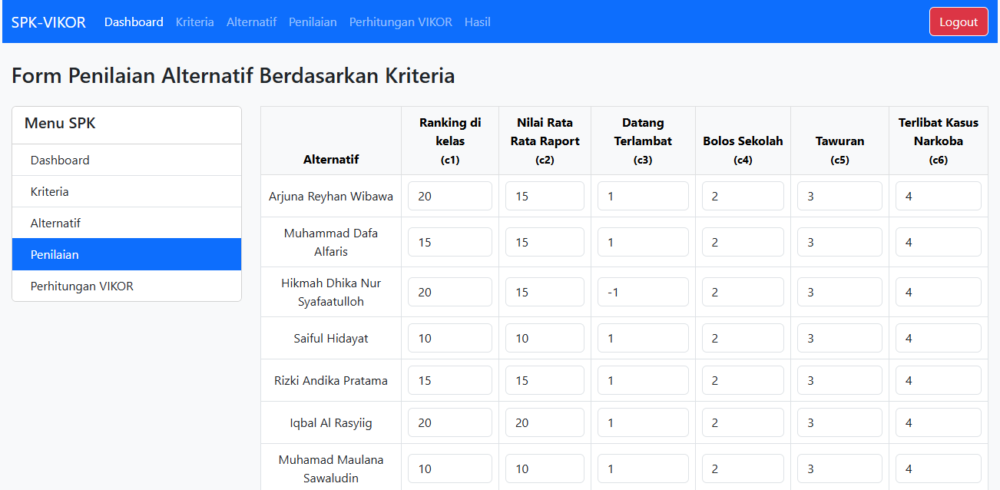 SPK-VIKOR Dashboard Kriteria Alternatif Penilaian Perhitungan VIKOR Hasil Logout
Form Penilaian Alternatif Berdasarkan Kriteria
Menu SPK
Dashboard
Kriteria
Alternatif
Penilaian
Perhitungan VIKOR
Alternatif
Ranking di
kelas
(c1)
Nilai Rata
Rata Raport
(c2)
Datang
Terlambat
(c3)
Bolos Sekolah
(c4)
Tawuran
(c5)
Terlibat Kasus
Narkoba
(c6)
Arjuna Reyhan Wibawa 20 15 1 2 3 4
Muhammad Dafa
Alfaris
15 15 1 2 3 4
Hikmah Dhika Nur
Syafaatulloh
20 15 -1 2 3 4
Saiful Hidayat 10 10 1 2 3 4
Rizki Andika Pratama 15 15 1 2 3 4
Iqbal Al Rasyiig 20 20 1 2 3 4
Muhamad Maulana
Sawaludin
10 10 1 2 3 4